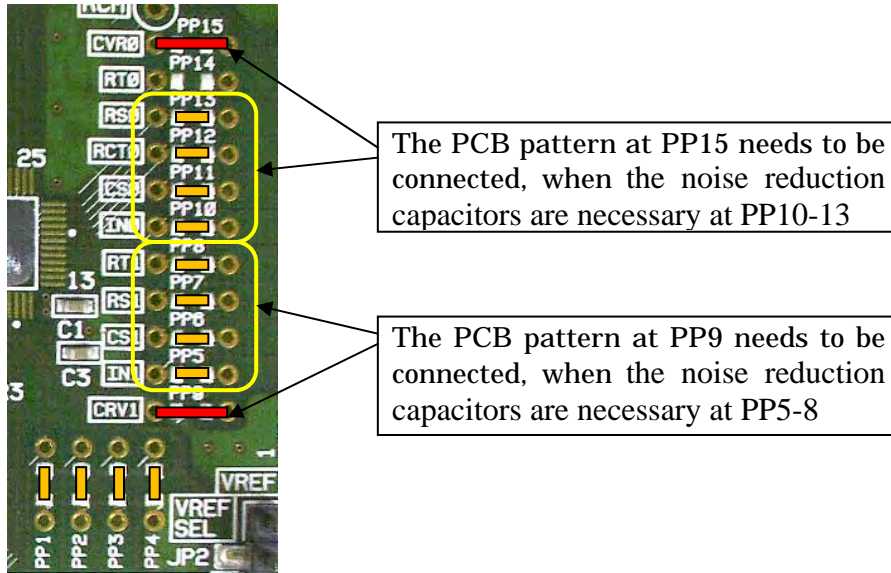 PP15
CVR0
PP14
RT0
PP13
RS0
PP12
RCT0
25
PP11
CS0
PP10
IN0
PP8
RT1
13
PP7
RS1
C1
PP6
CS1
C3
PP5
IN1
CRV1
1
VREF
VREF
SEL
JP2
PP1
PP2
PP3
PP4
The PCB pattern at PP15 needs to be
connected, when the noise reduction
capacitors are necessary at PP10-13
The PCB pattern at PP9 needs to be
connected, when the noise reduction
capacitors are necessary at PP5-8